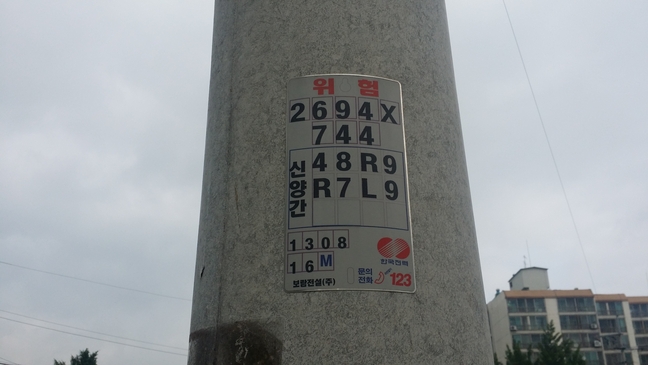 위험
2694X
744
신양간
48R9
R7L9
1308
16M
한국전력
보람전설(주)
문의전화 123